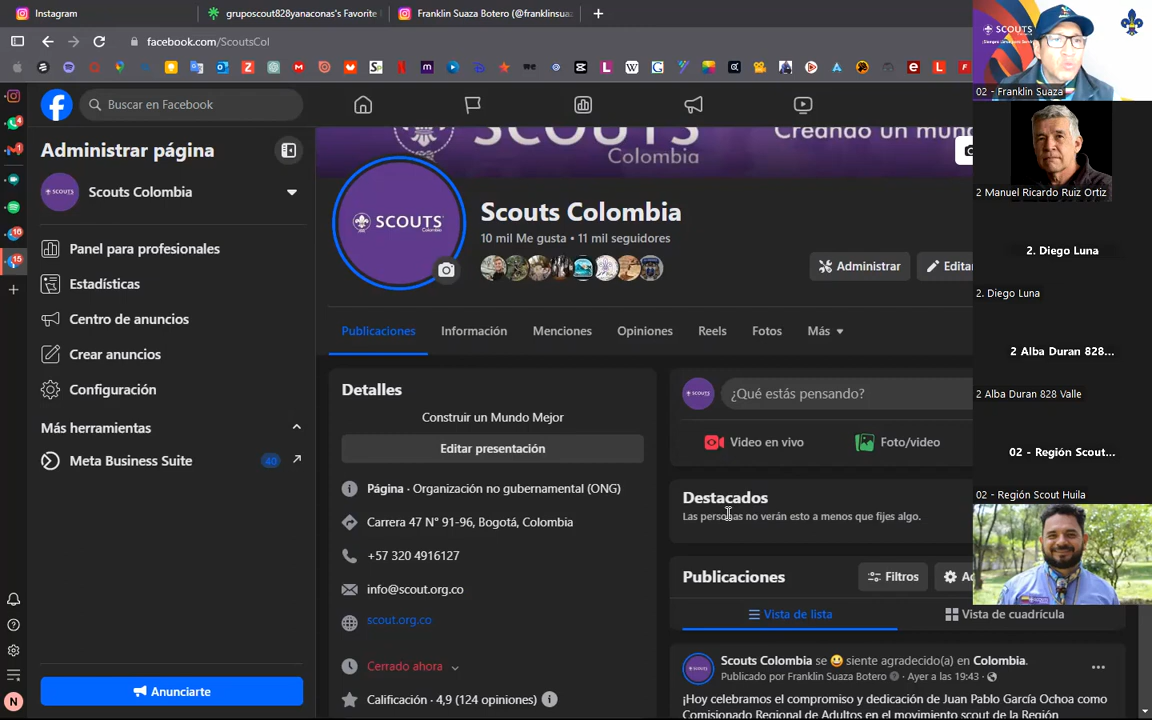 Instagram
gruposcout828yanaconas's Favorite
Franklin Suaza Botero (@franklinsuaz
facebook.com/ScoutsCol
Buscar en Facebook
Administrar página
Scouts Colombia
Panel para profesionales
Estadísticas
Centro de anuncios
Crear anuncios
Configuración
Más herramientas
Meta Business Suite
40
Anunciarte
SCOUTS
Colombia
Creando un mund
SCOUTS
Colombia
Scouts Colombia
10 mil Me gusta • 11 mil seguidores
Administrar
Editar
Publicaciones
Información
Menciones
Opiniones
Reels
Fotos
Más
Detalles
Construir un Mundo Mejor
Editar presentación
Página · Organización no gubernamental (ONG)
Carrera 47 N° 91-96, Bogotá, Colombia
+57 320 4916127
info@scout.org.co
scout.org.co
Cerrado ahora
Calificación · 4,9 (124 opiniones)
¿Qué estás pensando?
Video en vivo
Foto/video
Destacados
Las personas no verán esto a menos que fijes algo.
Publicaciones
Filtros
Ad
Vista de lista
Vista de cuadrícula
Scouts Colombia se siente agradecido(a) en Colombia.
Publicado por Franklin Suaza Botero · Ayer a las 19:43 ·
¡Hoy celebramos el compromiso y dedicación de Juan Pablo García Ochoa como
Comisionado Regional de Adultos en el movimiento scout de la Región
SCOUTS
02 - Franklin Suaza
2 Manuel Ricardo Ruiz Ortiz
2. Diego Luna
2. Diego Luna
2 Alba Duran 828...
2 Alba Duran 828 Valle
02 - Región Scout...
02 - Región Scout Huila